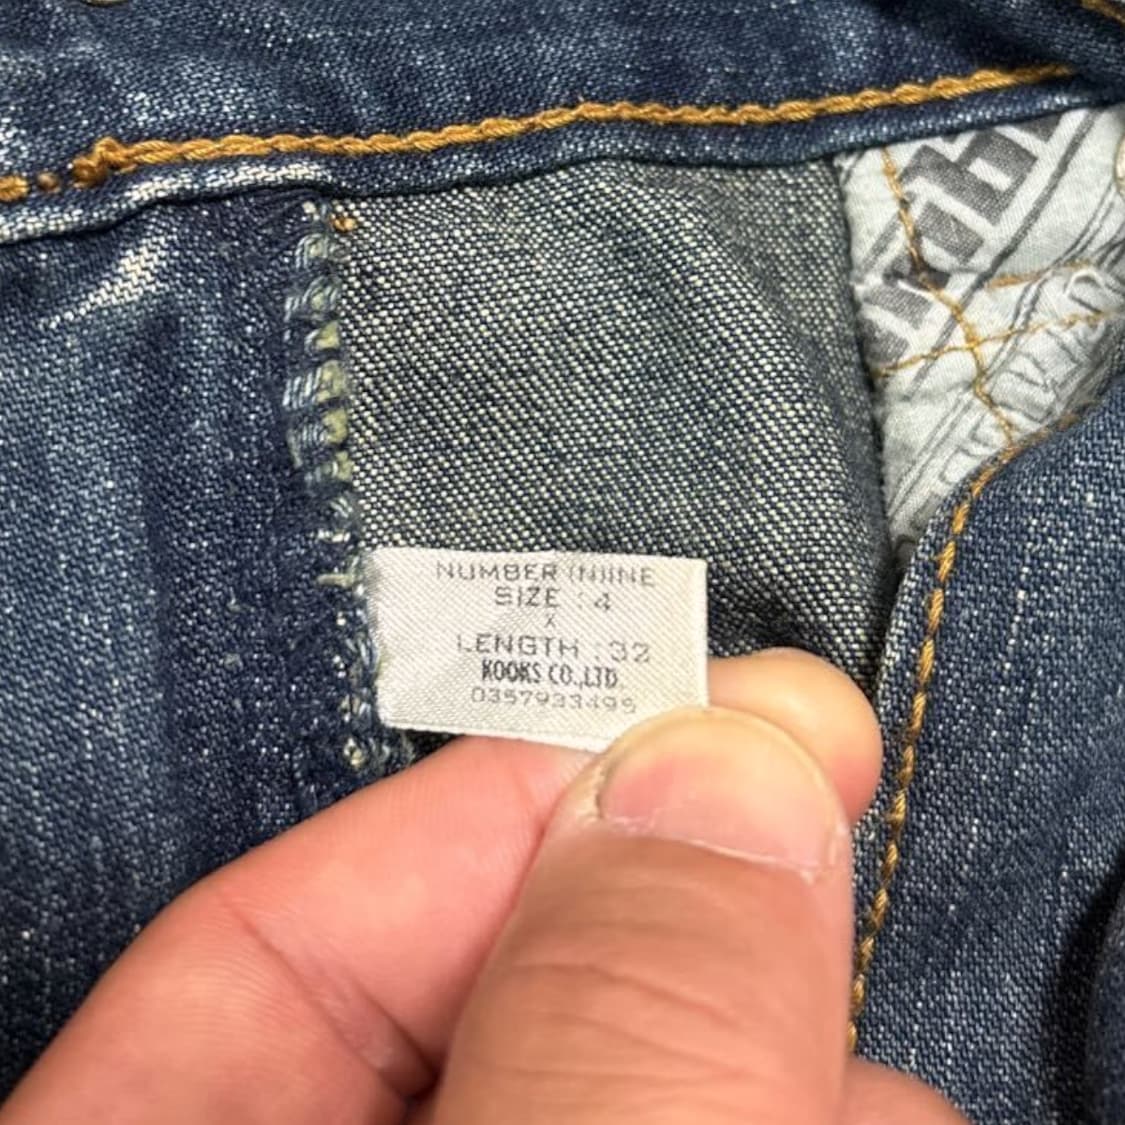 NUMBER (N)INE
SIZE : 4
X
LENGTH : 32
KOOKS CO.,LTD.
0357933495